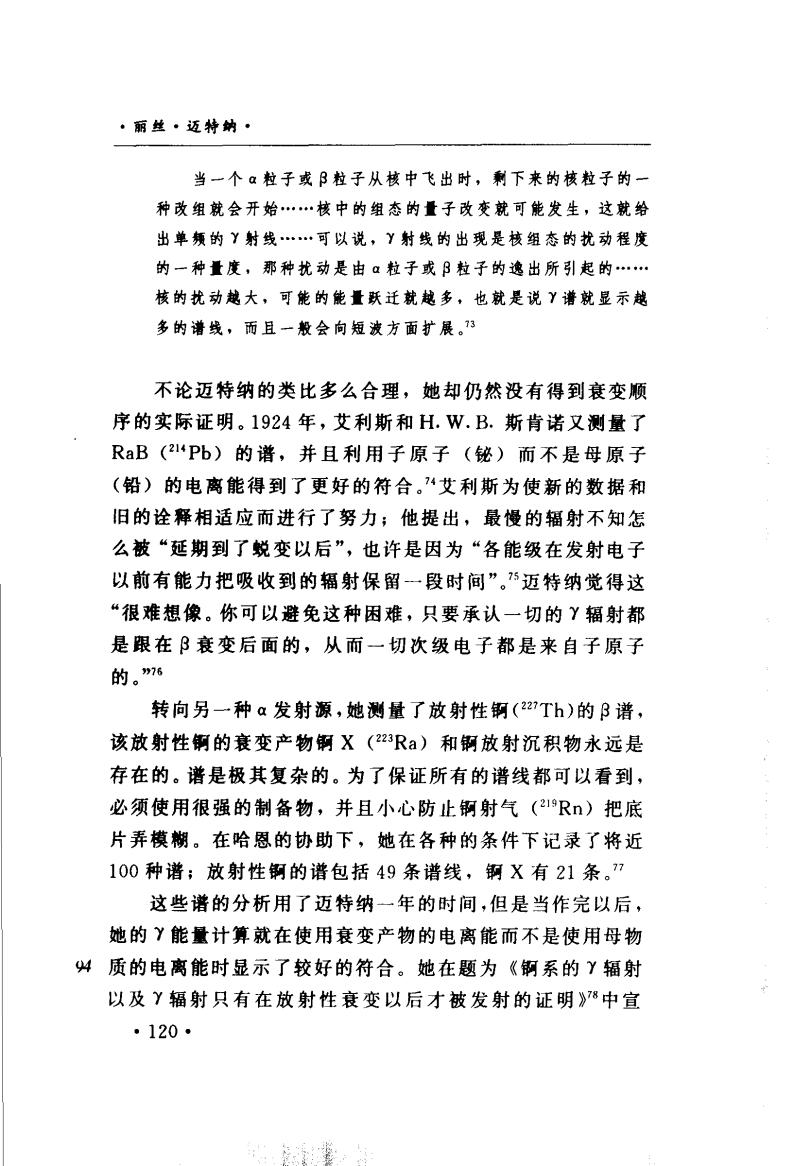 ·丽丝·迈特纳·
当一个α粒子或β粒子从核中飞出时，剩下来的核粒子的一
种改组就会开始……核中的组态的量子改变就可能发生，这就给
出单频的γ射线……可以说，γ射线的出现是核组态的扰动程度
的一种量度，那种扰动是由α粒子或β粒子的逸出所引起的……
核的扰动越大，可能的能量跃迁就越多，也就是说γ谱就显示越
多的谱线，而且一般会向短波方面扩展。⁷³
不论迈特纳的类比多么合理，她却仍然没有得到衰变顺
序的实际证明。1924年，艾利斯和H.W.B.斯肯诺又测量了
RaB（²¹⁴Pb）的谱，并且利用子原子（铋）而不是母原子
（铅）的电离能得到了更好的符合。⁷⁴艾利斯为使新的数据和
旧的诠释相适应而进行了努力；他提出，最慢的辐射不知怎
么被“延期到了蜕变以后”，也许是因为“各能级在发射电子
以前有能力把吸收到的辐射保留一段时间”。⁷⁵迈特纳觉得这
“很难想像。你可以避免这种困难，只要承认一切的γ辐射都
是跟在β衰变后面的，从而一切次级电子都是来自子原子
的。”⁷⁶
转向另一种α发射源，她测量了放射性锕（²²⁷Th）的β谱，
该放射性锕的衰变产物锕X（²²³Ra）和锕放射沉积物永远是
存在的。谱是极其复杂的。为了保证所有的谱线都可以看到，
必须使用很强的制备物，并且小心防止锕射气（²¹⁹Rn）把底
片弄模糊。在哈恩的协助下，她在各种的条件下记录了将近
100种谱；放射性锕的谱包括49条谱线，锕X有21条。⁷⁷
这些谱的分析用了迈特纳一年的时间，但是当作完以后，
她的γ能量计算就在使用衰变产物的电离能而不是使用母物
94 质的电离能时显示了较好的符合。她在题为《锕系的γ辐射
以及γ辐射只有在放射性衰变以后才被发射的证明》⁷⁸中宣
·120·